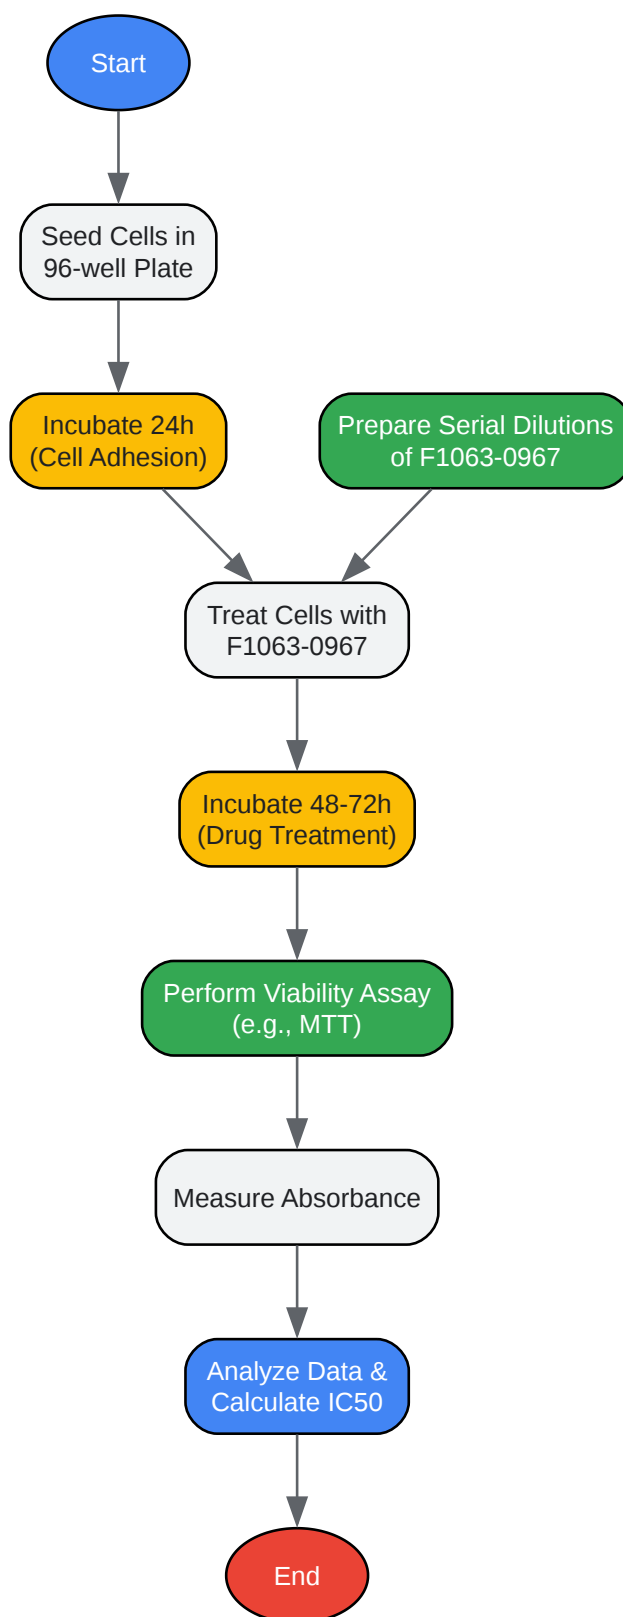 Start
Seed Cells in
96-well Plate
Incubate 24h
(Cell Adhesion)
Prepare Serial Dilutions
of F1063-0967
Treat Cells with
F1063-0967
Incubate 48-72h
(Drug Treatment)
Perform Viability Assay
(e.g., MTT)
Measure Absorbance
Analyze Data &
Calculate IC50
End